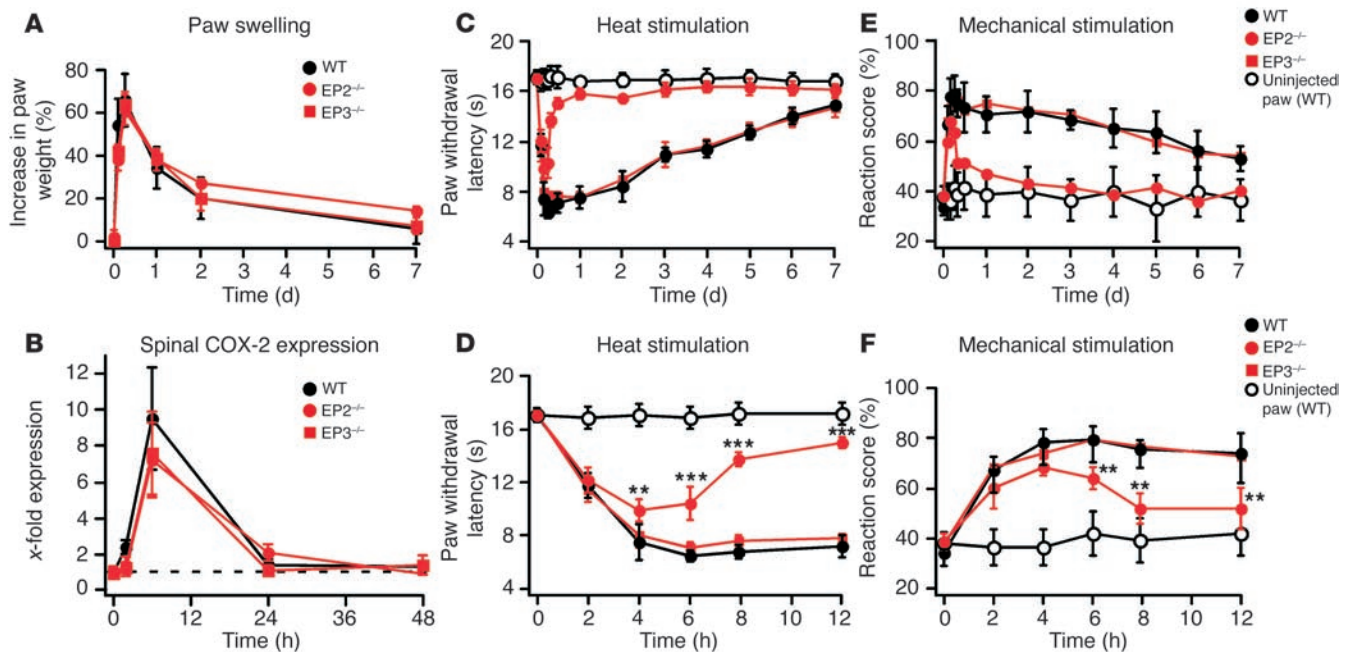 A Paw swelling
WT
EP2⁻/⁻
EP3⁻/⁻
Increase in paw
weight (%)
80
60
40
20
0
0 1 2 3 4 5 6 7
Time (d)
C Heat stimulation
Paw withdrawal
latency (s)
20
16
12
8
4
0 1 2 3 4 5 6 7
Time (d)
E Mechanical stimulation
WT
EP2⁻/⁻
EP3⁻/⁻
Uninjected
paw (WT)
Reaction score (%)
100
80
60
40
20
0 1 2 3 4 5 6 7
Time (d)
B Spinal COX-2 expression
WT
EP2⁻/⁻
EP3⁻/⁻
x-fold expression
12
10
8
6
4
2
0
0 12 24 36 48
Time (h)
D Heat stimulation
Paw withdrawal
latency (s)
20
16
12
8
4
** *** *** ***
0 2 4 6 8 10 12
Time (h)
F Mechanical stimulation
WT
EP2⁻/⁻
EP3⁻/⁻
Uninjected
paw (WT)
Reaction score (%)
100
80
60
40
20
** ** **
0 2 4 6 8 10 12
Time (h)